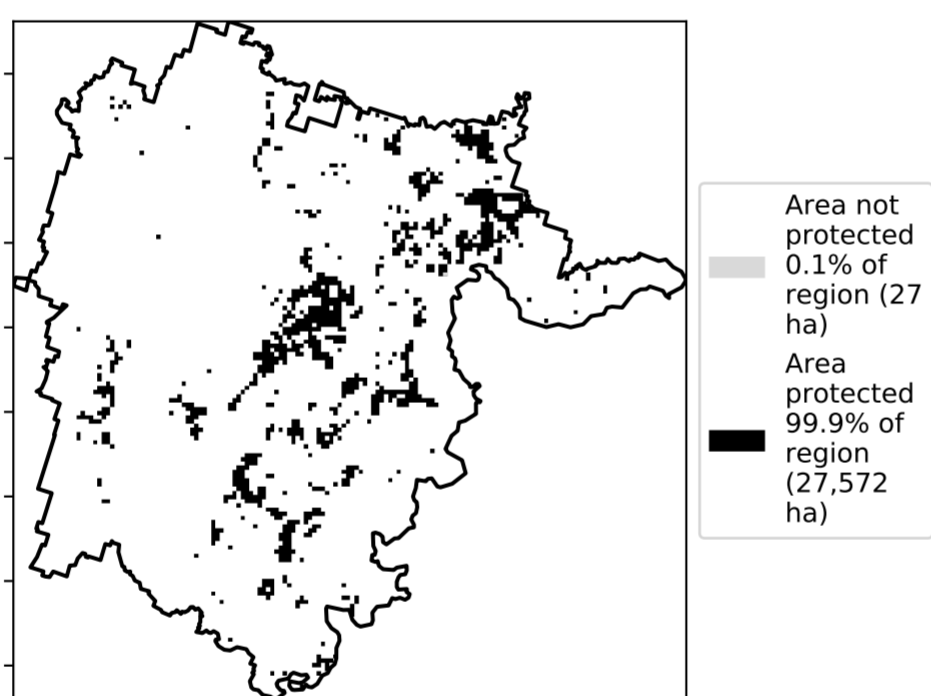 Area not
protected
0.1% of
region (27
ha)
Area
protected
99.9% of
region
(27,572
ha)